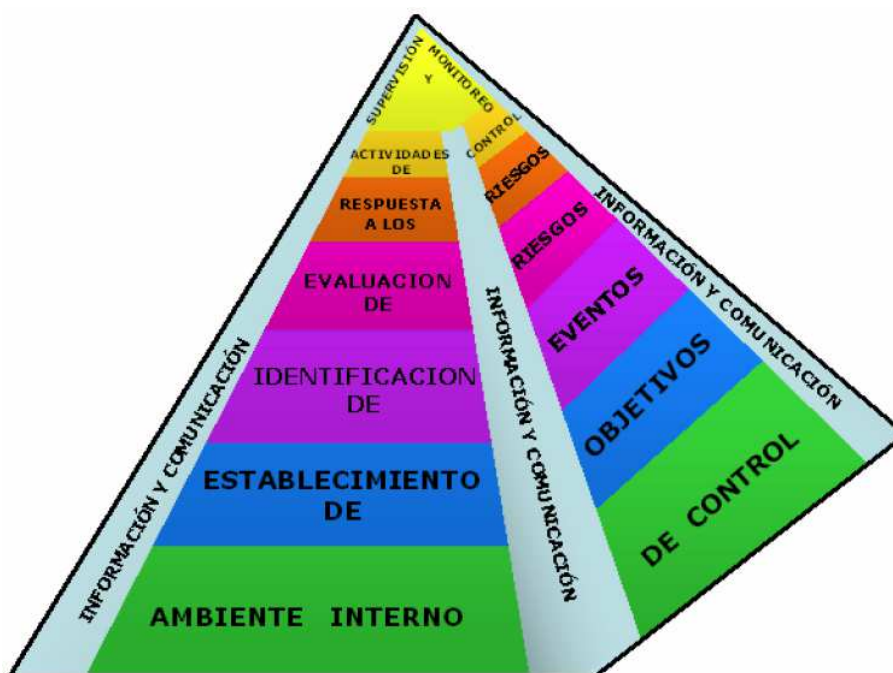 SUPERVISIÓN
Y
MONITOREO
ACTIVIDADES
DE
CONTROL
RESPUESTA
A LOS
RIESGOS
EVALUACION
DE
RIESGOS
IDENTIFICACION
DE
EVENTOS
ESTABLECIMIENTO
DE
OBJETIVOS
AMBIENTE INTERNO
DE CONTROL
INFORMACIÓN Y COMUNICACIÓN
INFORMACIÓN Y COMUNICACIÓN
INFORMACIÓN Y COMUNICACIÓN